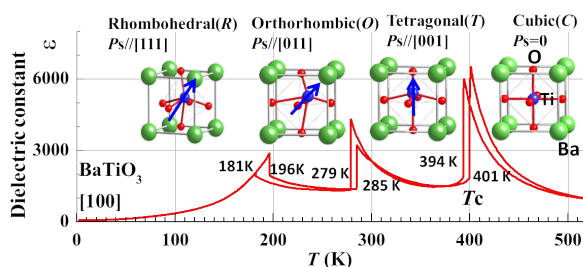 Rhombohedral(R) Orthorhombic(O) Tetragonal(T) Cubic(C)
Ps//[111] Ps//[011] Ps//[001] Ps=0
O
Ti
Ba
Dielectric constant ε
6000
3000
0
181K 196K 279K 285 K 394 K 401 K
BaTiO3
[100]
Tc
0 100 200 300 400 500
T (K)